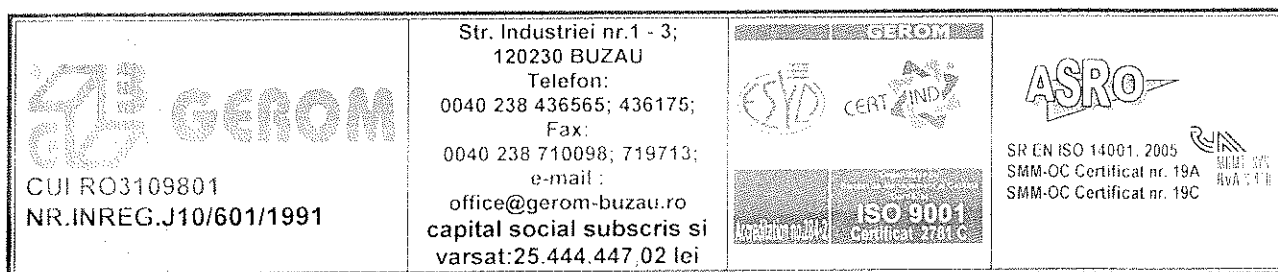 GEROM
CUI RO3109801
NR.INREG.J10/601/1991
Str. Industriei nr.1 - 3;
120230 BUZAU
Telefon:
0040 238 436565; 436175;
Fax:
0040 238 710098; 719713;
e-mail :
office@gerom-buzau.ro
capital social subscris si
varsat:25.444.447,02 lei
GEROM
ESYD
CERT IND
ISO 9001
Certificat 2781 C
ASRO
SR EN ISO 14001. 2005
SMM-OC Certificat nr. 19A
SMM-OC Certificat nr. 19C